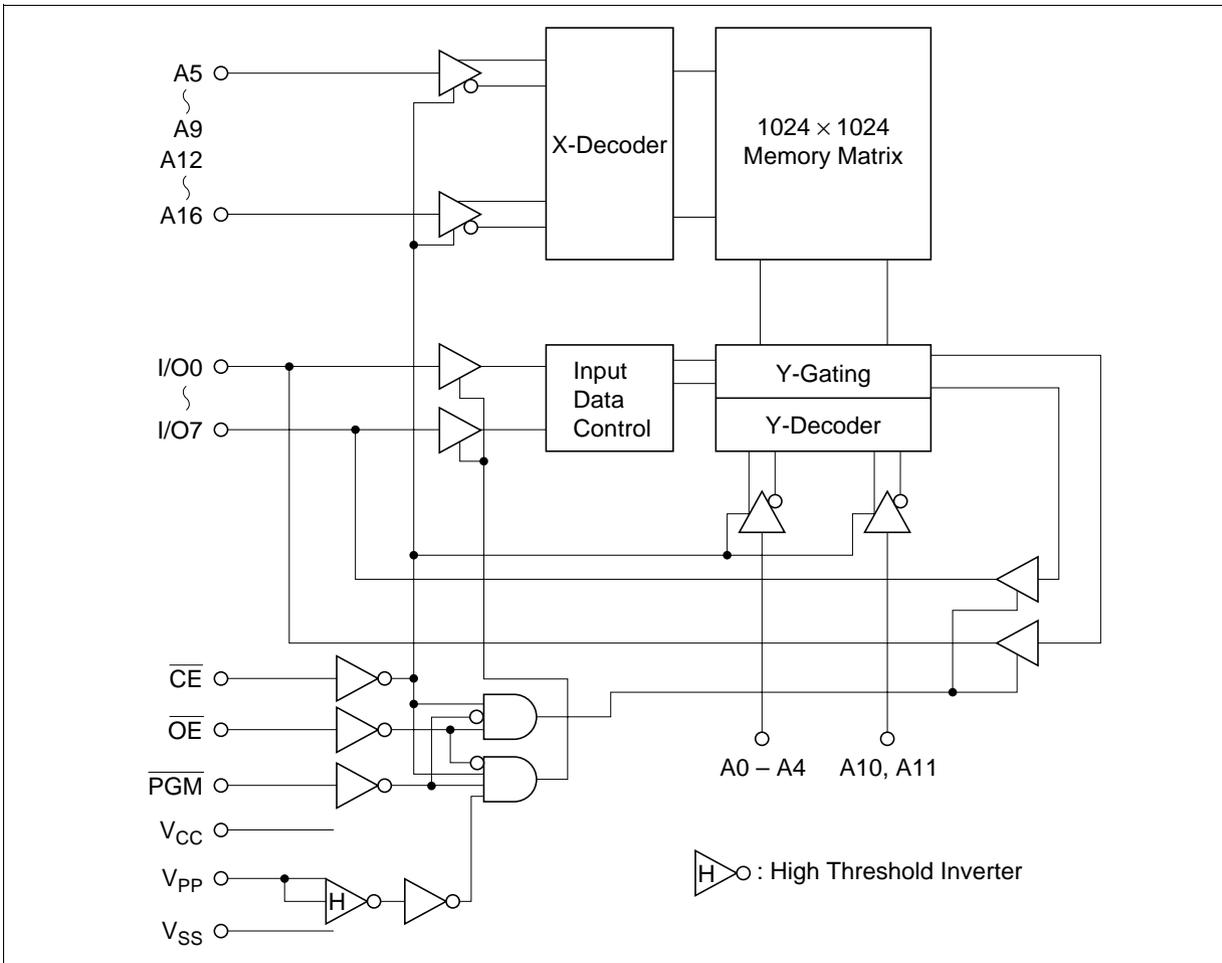 A5
A9
A12
A16
X-Decoder
1024 × 1024
Memory Matrix
I/O0
I/O7
Input
Data
Control
Y-Gating
Y-Decoder
CE
OE
PGM
VCC
VPP
VSS
H
A0 – A4
A10, A11
H
: High Threshold Inverter